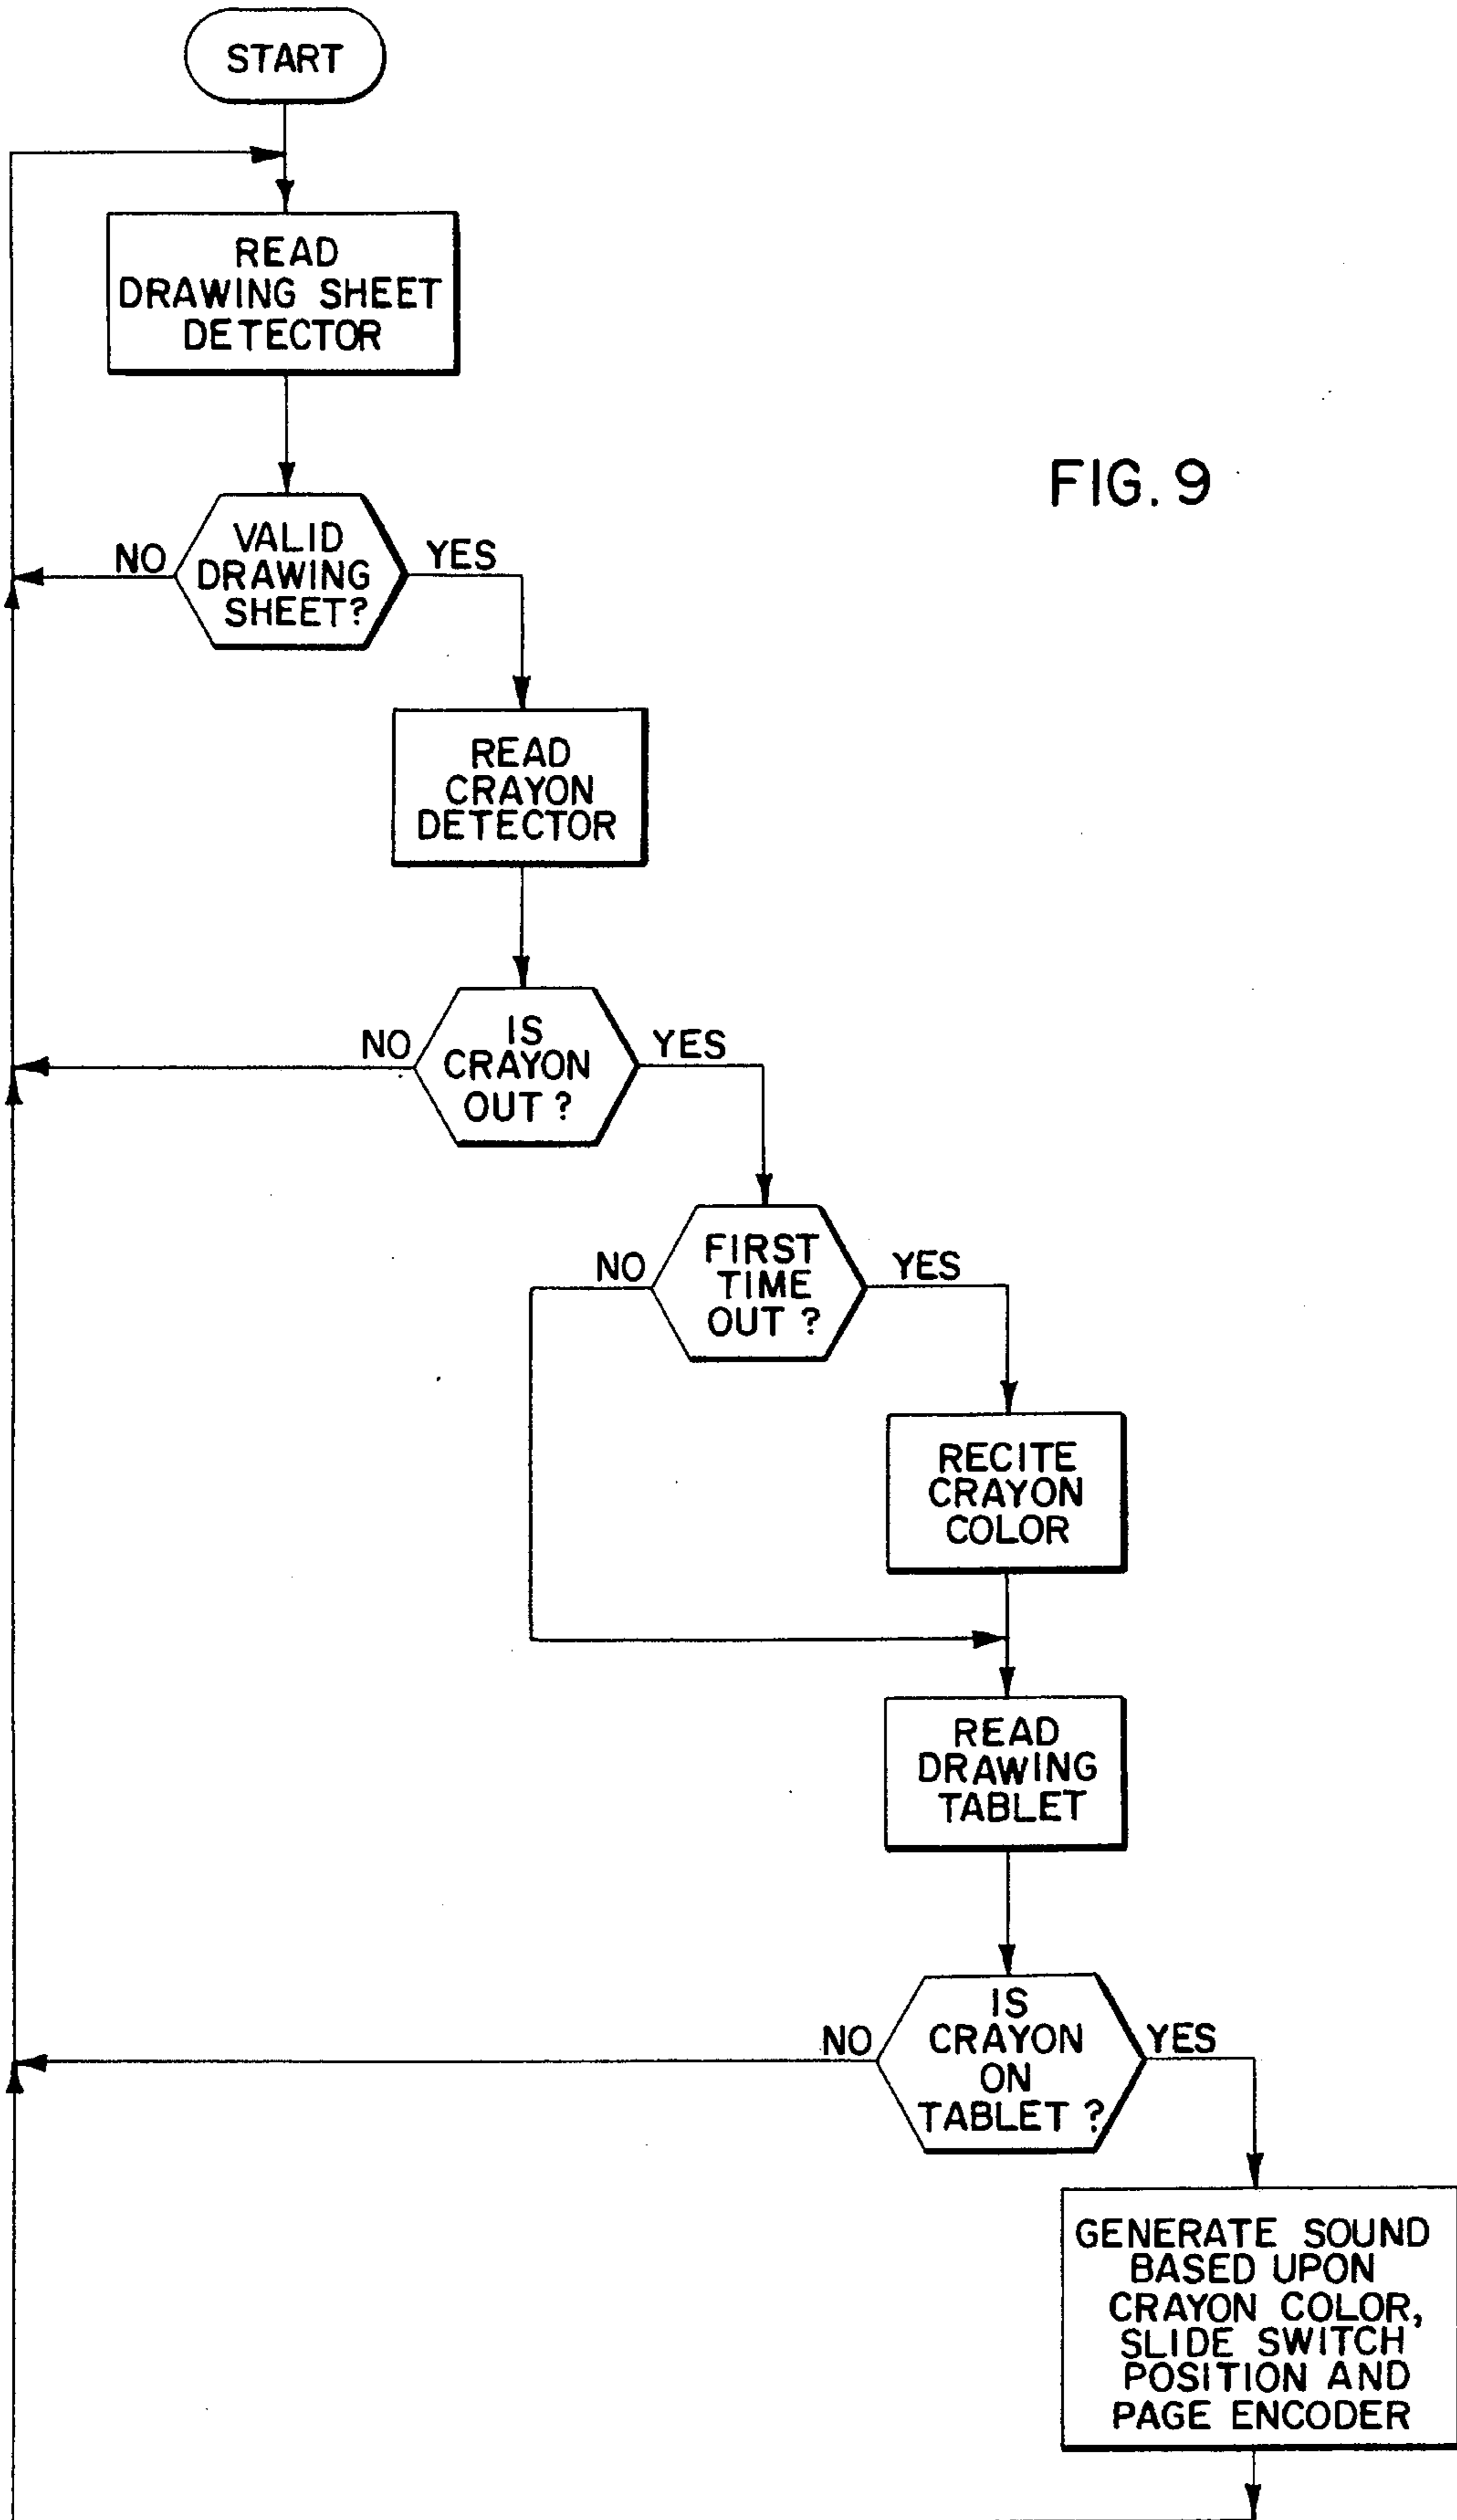 START
READ
DRAWING SHEET
DETECTOR
FIG. 9
VALID
DRAWING
SHEET?
NO
YES
READ
CRAYON
DETECTOR
IS
CRAYON
OUT ?
NO
YES
FIRST
TIME
OUT ?
NO
YES
RECITE
CRAYON
COLOR
READ
DRAWING
TABLET
IS
CRAYON
ON
TABLET ?
NO
YES
GENERATE SOUND
BASED UPON
CRAYON COLOR,
SLIDE SWITCH
POSITION AND
PAGE ENCODER